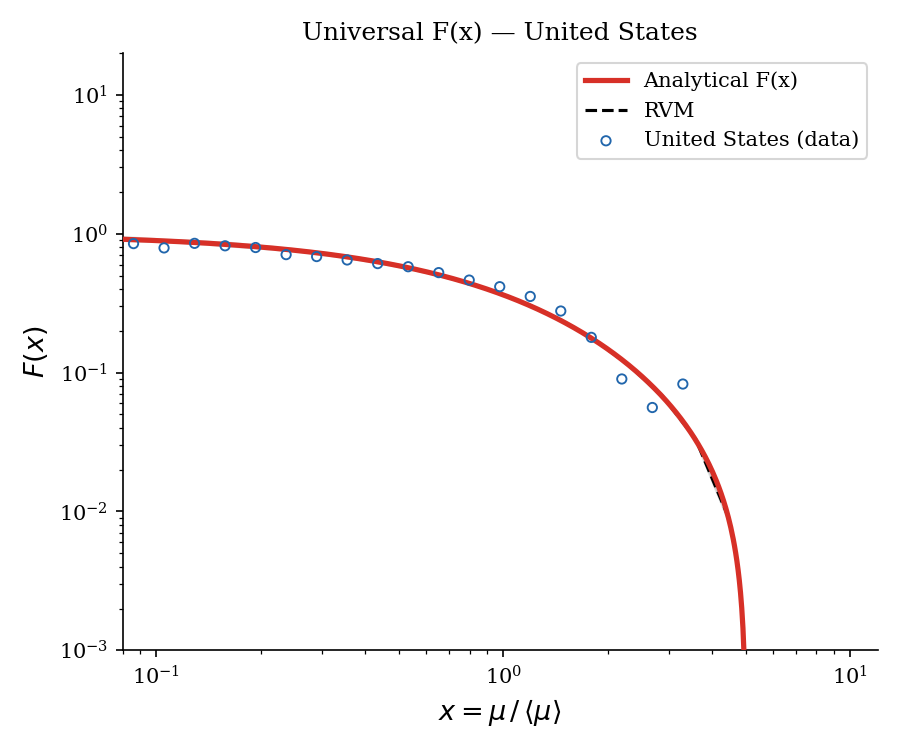 Universal F(x) — United States
Analytical F(x)
RVM
United States (data)
F(x)
10¹
10⁰
10⁻¹
10⁻²
10⁻³
10⁻¹
10⁰
10¹
x = μ / ⟨μ⟩